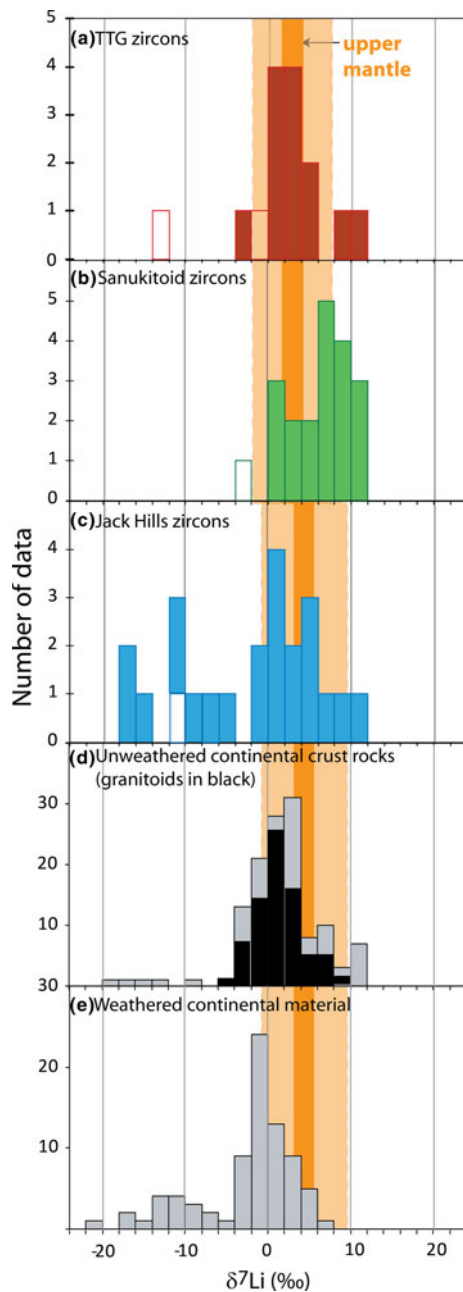 5
(a) TTG zircons
upper
mantle
4
3
2
1
0
(b) Sanukitoid zircons
5
4
3
2
1
0
(c) Jack Hills zircons
4
3
2
1
0
Number of data
(d) Unweathered continental crust rocks
(granitoids in black)
30
20
10
30
(e) Weathered continental material
20
10
-20 -10 0 10 20
δ⁷Li (‰)